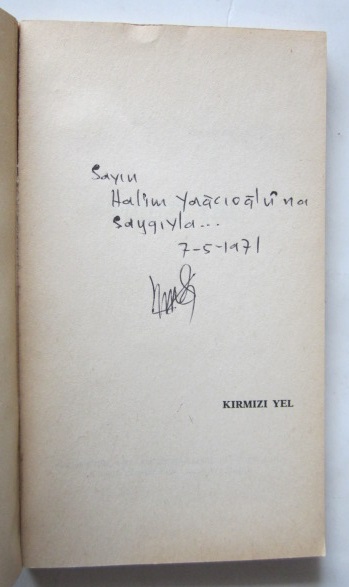 Sayın
Halim Yağcıoğlu'na
saygıyla...
7-5-1971
KIRMIZI YEL